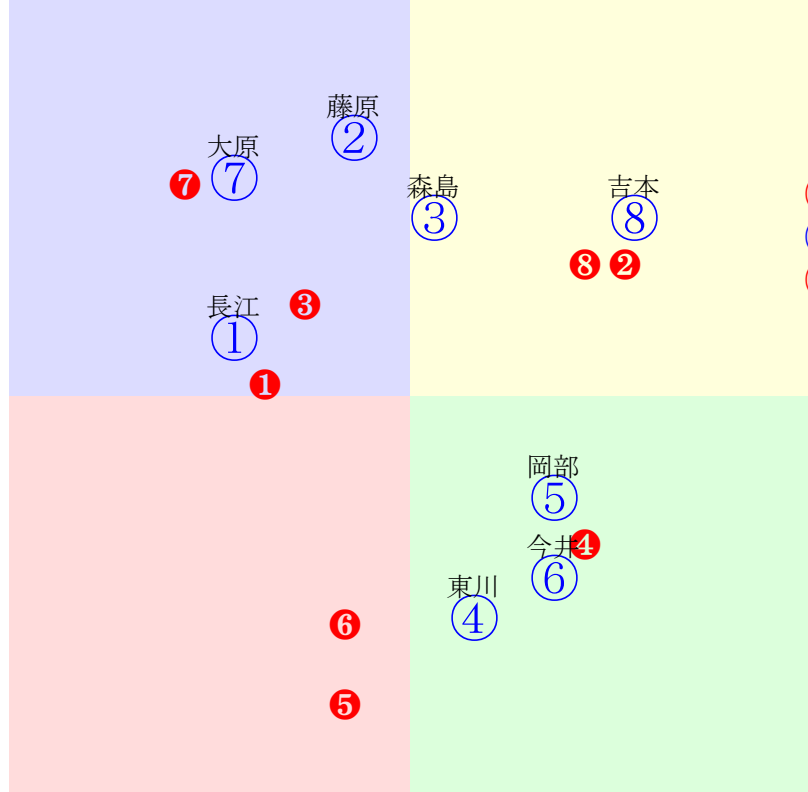 藤原
②
大原
⑦
❼
森島
③
吉本
⑧
❽
❷
長江
①
❸
❶
岡部
⑤
今井
❹
⑥
東川
④
❻
❺